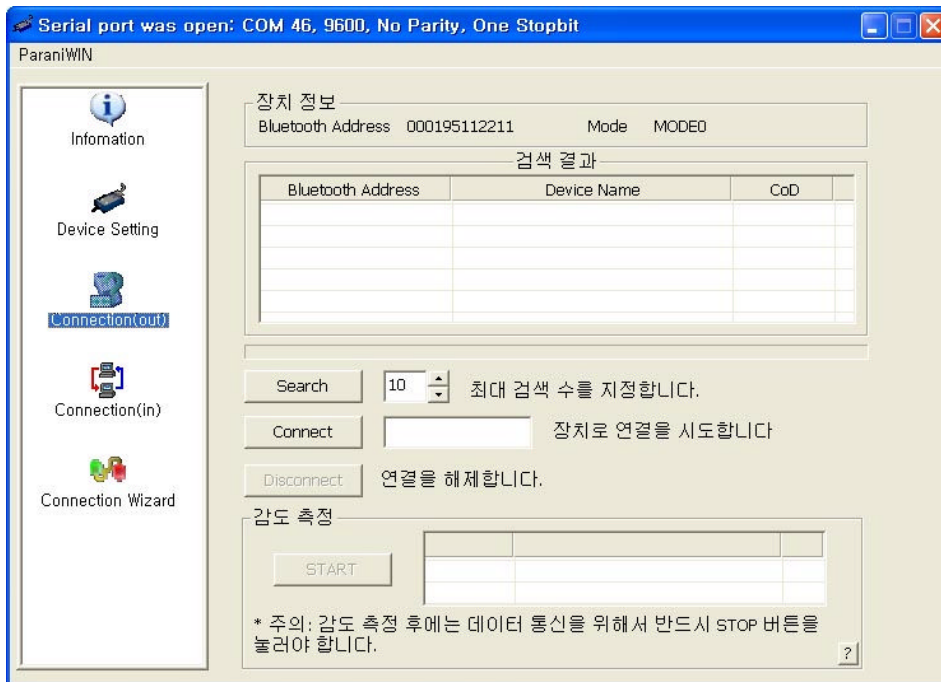 Serial port was open: COM 46, 9600, No Parity, One Stopbit
ParaniWIN
Infomation
Device Setting
Connection(out)
Connection(in)
Connection Wizard
장치 정보
Bluetooth Address 000195112211 Mode MODE0
검색 결과
Bluetooth Address Device Name CoD
Search 10 최대 검색 수를 지정합니다.
Connect 장치로 연결을 시도합니다
Disconnect 연결을 해제합니다.
감도 측정
START
* 주의: 감도 측정 후에는 데이터 통신을 위해서 반드시 STOP 버튼을
눌러야 합니다.
?